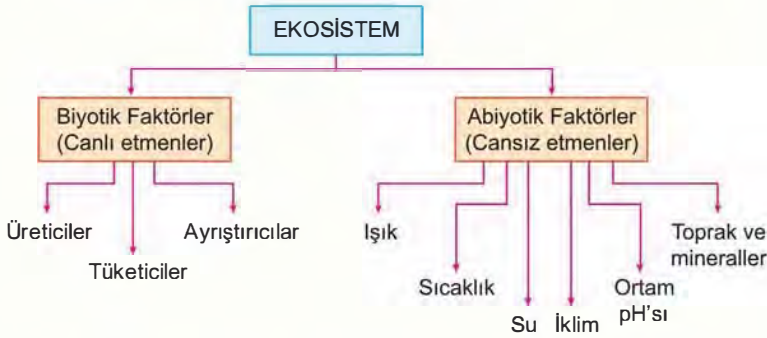 EKOSİSTEM
Biyotik Faktörler
(Canlı etmenler)
Abiyotik Faktörler
(Cansız etmenler)
Üreticiler
Tüketiciler
Ayrıştırıcılar
Işık
Sıcaklık
Su
İklim
Ortam
pH'sı
Toprak ve
mineraller